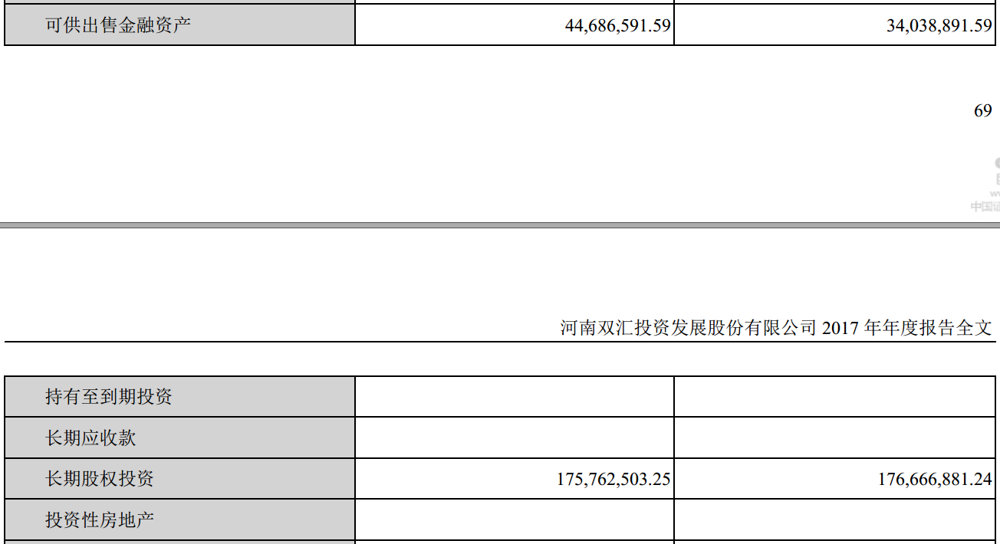 可供出售金融资产 44,686,591.59 34,038,891.59
69
中国证
河南双汇投资发展股份有限公司 2017 年年度报告全文
持有至到期投资
长期应收款
长期股权投资 175,762,503.25 176,666,881.24
投资性房地产